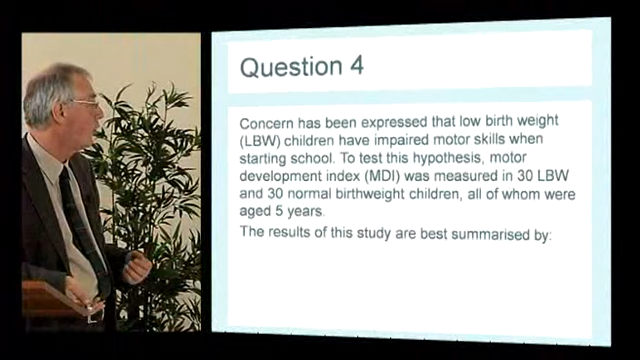 Question 4
Concern has been expressed that low birth weight
(LBW) children have impaired motor skills when
starting school. To test this hypothesis, motor
development index (MDI) was measured in 30 LBW
and 30 normal birthweight children, all of whom were
aged 5 years.
The results of this study are best summarised by: